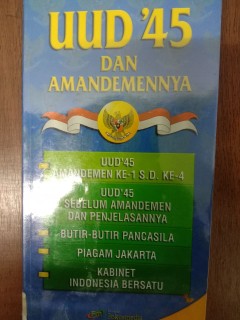 UUD '45
DAN
AMANDEMENNYA
UUD'45
AMANDEMEN KE-1 S.D. KE-4
UUD'45
SEBELUM AMANDEMEN
DAN PENJELASANNYA
BUTIR-BUTIR PANCASILA
PIAGAM JAKARTA
KABINET
INDONESIA BERSATU